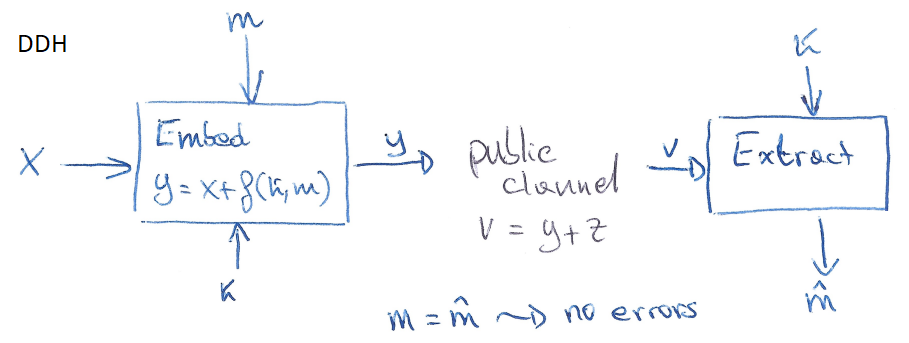 DDH
m
X
Embed
y = x + f(k,m)
k
y
public
channel
v = y + z
v
k
Extract
m̂
m = m̂ ~> no errors